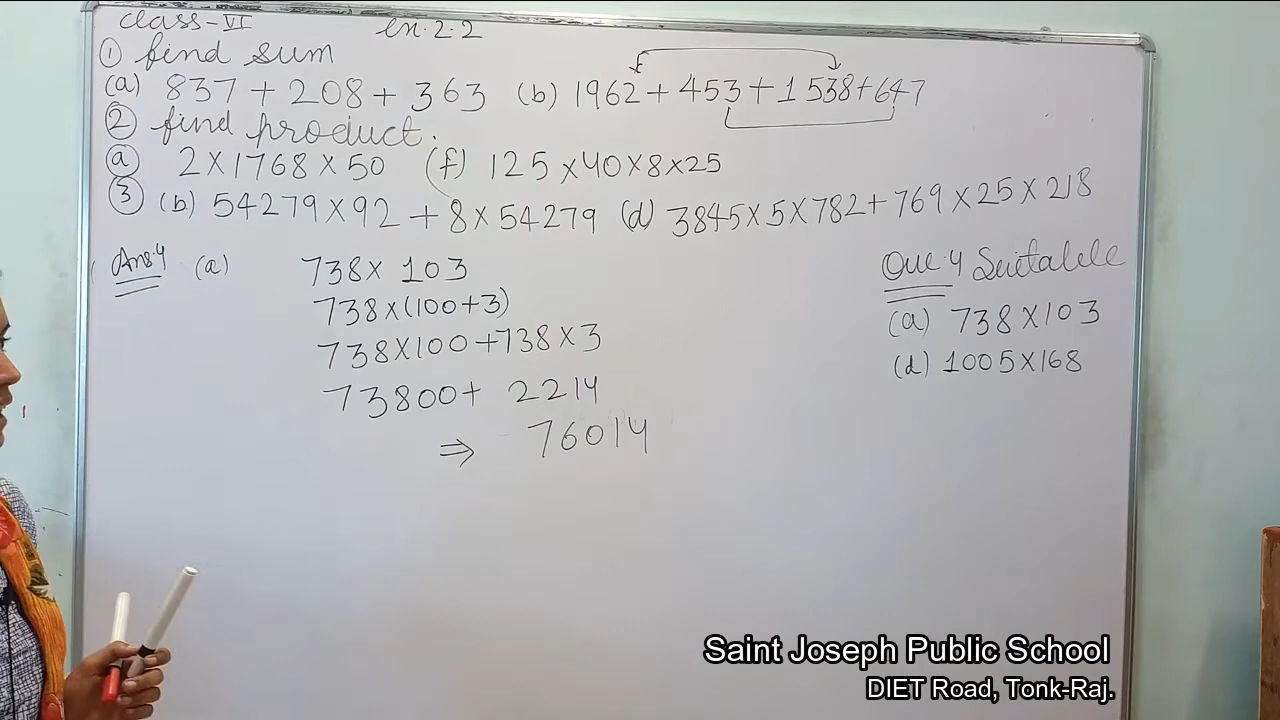 class-VI ex.2.2
① find sum
(a) 837 + 208 + 363 (b) 1962 + 453 + 1538 + 647
② find product.
ⓐ 2×1768×50 (f) 125×40×8×25
③ (b) 54279×92 + 8×54279 (d) 3845×5×782 + 769×25×218
Ans.4 (a) 738×103
738×(100+3)
738×100+738×3
73800+ 2214
⇒ 76014
Que.4 Suitable
(a) 738×103
(d) 1005×168
Saint Joseph Public School
DIET Road, Tonk-Raj.